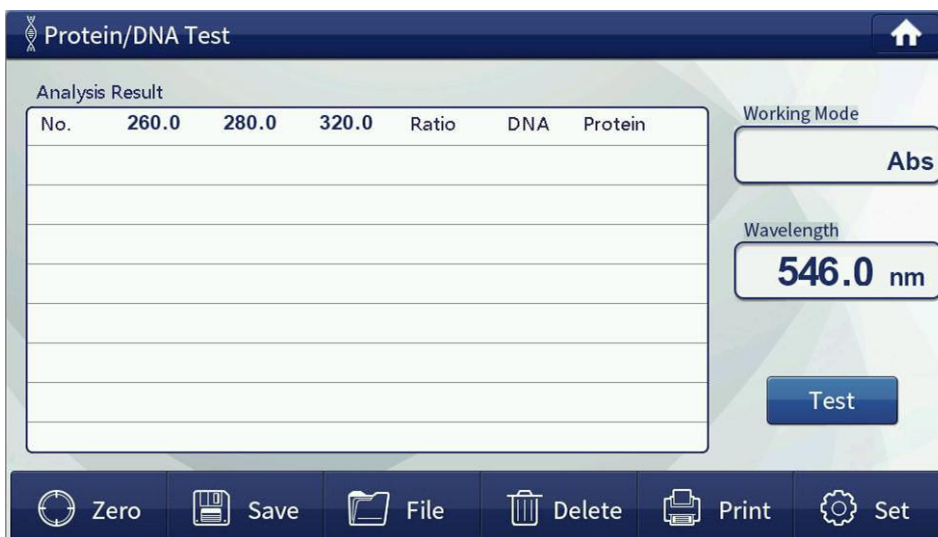 Protein/DNA Test
Analysis Result
No. 260.0 280.0 320.0 Ratio DNA Protein
Working Mode
Abs
Wavelength
546.0 nm
Test
Zero Save File Delete Print Set